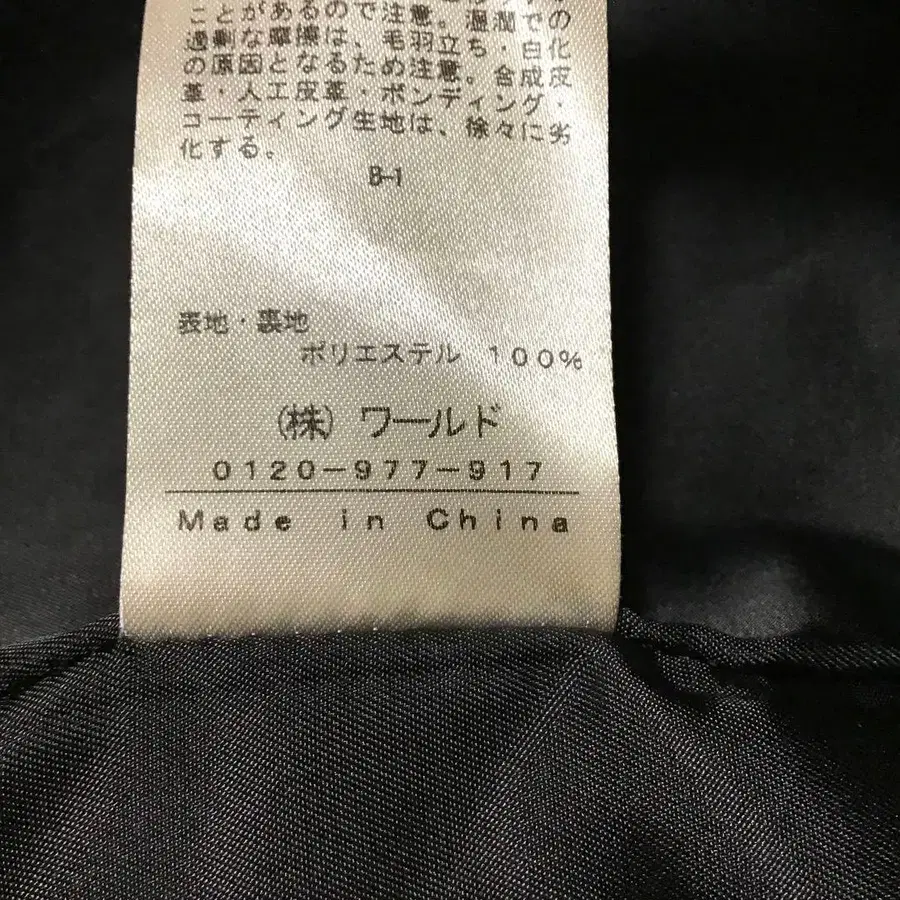 ことがあるので注意。湿潤での
過剰な摩擦は、毛羽立ち・白化
の原因となるため注意。合成皮
革・人工皮革・ボンディング・
コーティング生地は、徐々に劣
化する。
B-1
表地・裏地
ポリエステル 100%
(株)ワールド
0120-977-917
Made in China